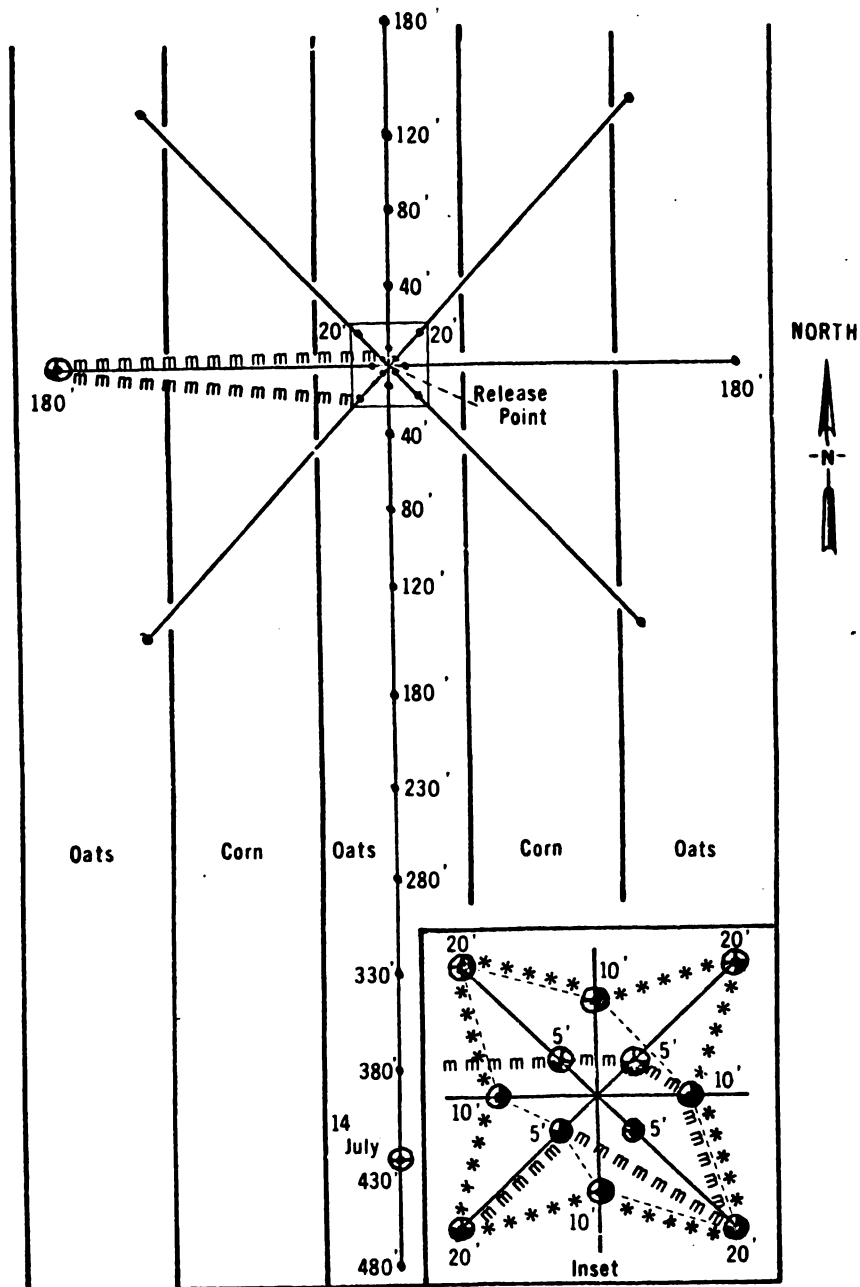 180'
120'
80'
40'
20' 20'
NORTH
m m m m m m m m m m m m m
180' 180'
m m m m m m m m m m m m
Release
Point
-N-
40'
80'
120'
180'
230'
Oats Corn Oats Corn Oats
280'
330'
380'
14
July
430'
480'
20' 20'
10'
5' 5'
m m m m m m m m m m m m
10' 10'
5' 5'
10'
20' 20'
Inset